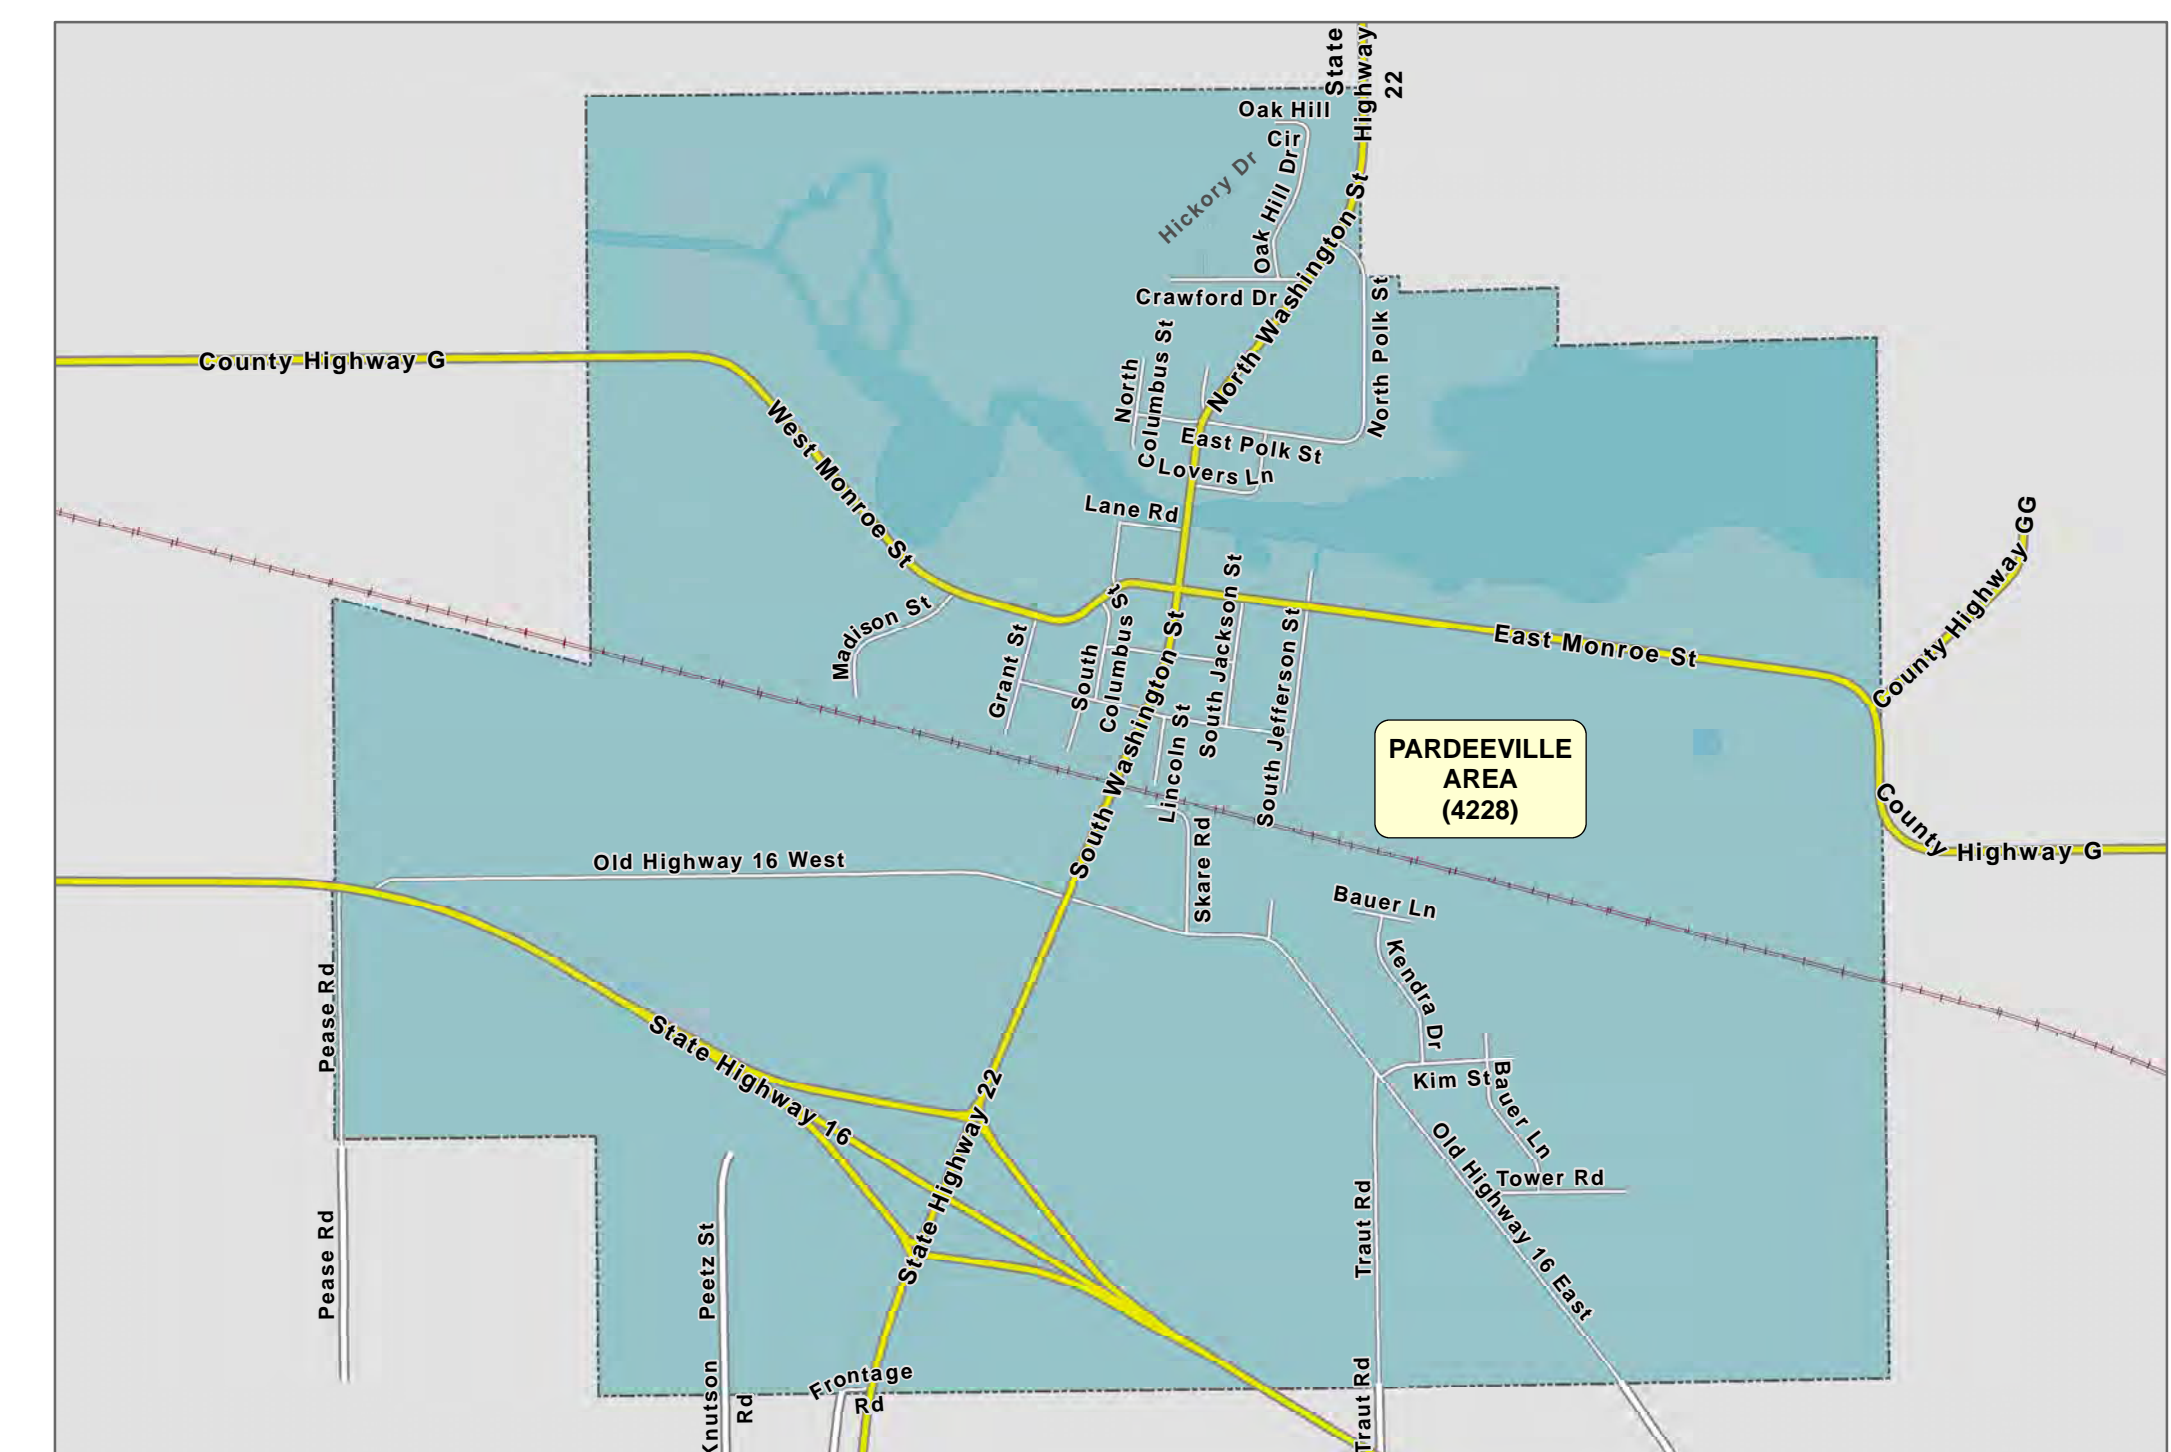 State
Highway
22
Oak Hill
Cir
Oak Hill Dr
Hickory Dr
North Washington St
Crawford Dr
North Polk St
North
Columbus St
County Highway G
East Polk St
Lovers Ln
West Monroe St
Lane Rd
County Highway GG
Madison St
Grant St
South
Columbus St
South Washington St
South Jackson St
South Jefferson St
Lincoln St
East Monroe St
PARDEEVILLE
AREA
(4228)
County Highway G
Old Highway 16 West
Skare Rd
Bauer Ln
Kendra Dr
Pease Rd
State Highway 16
State Highway 22
Kim St
Bauer Ln
Tower Rd
Old Highway 16 East
Traut Rd
Pease Rd
Peetz St
Knutson
Rd
Frontage
Rd
Traut Rd